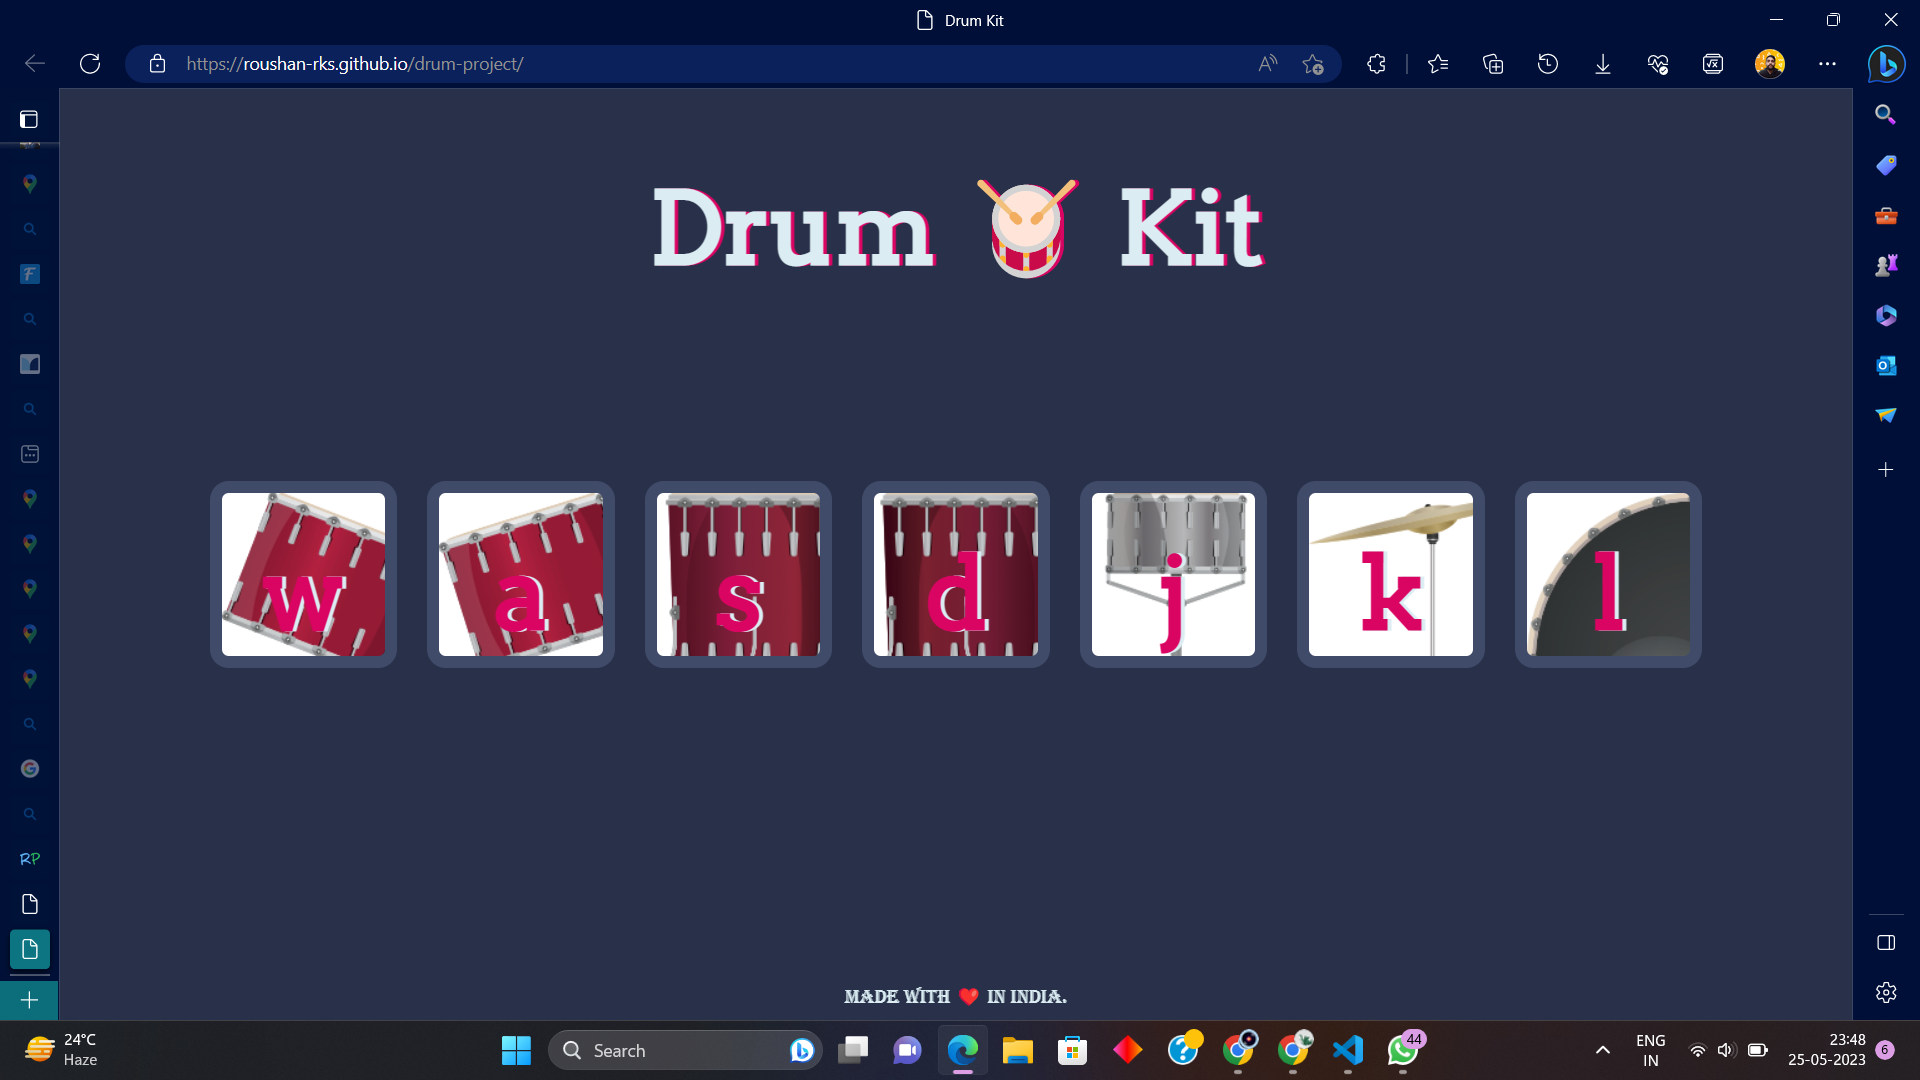 Drum Kit
https://roushan-rks.github.io/drum-project/
Drum Kit
w a s d j k l
MADE WITH ❤️ IN INDIA.
RP
24°C
Haze
Search
44
ENG
IN
23:48
25-05-2023
6